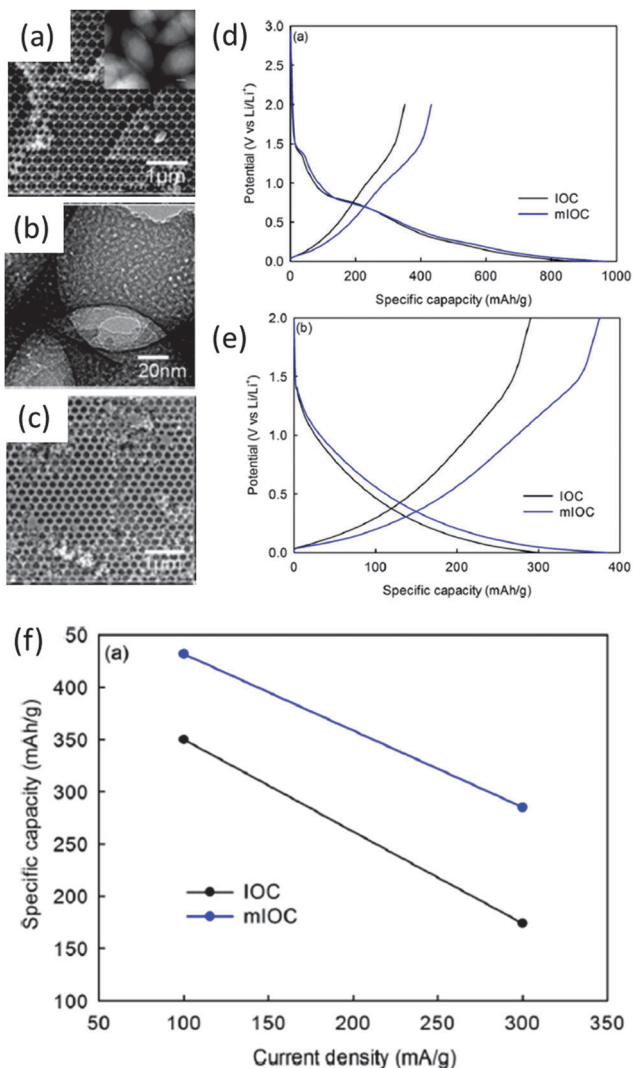 (a)
1μm
(b)
20nm
(c)
1μm
(d)
(a)
3.0
2.5
2.0
1.5
1.0
0.5
0.0
Potential (V vs Li/Li⁺)
IOC
mIOC
0 200 400 600 800 1000
Specific capapcity (mAh/g)
(e)
(b)
2.0
1.5
1.0
0.5
0.0
Potential (V vs Li/Li⁺)
IOC
mIOC
0 100 200 300 400
Specific capacity (mAh/g)
(f)
(a)
50
400
350
300
250
200
150
100
Specific capacity (mAh/g)
IOC
mIOC
50 100 150 200 250 300 350
Current density (mA/g)